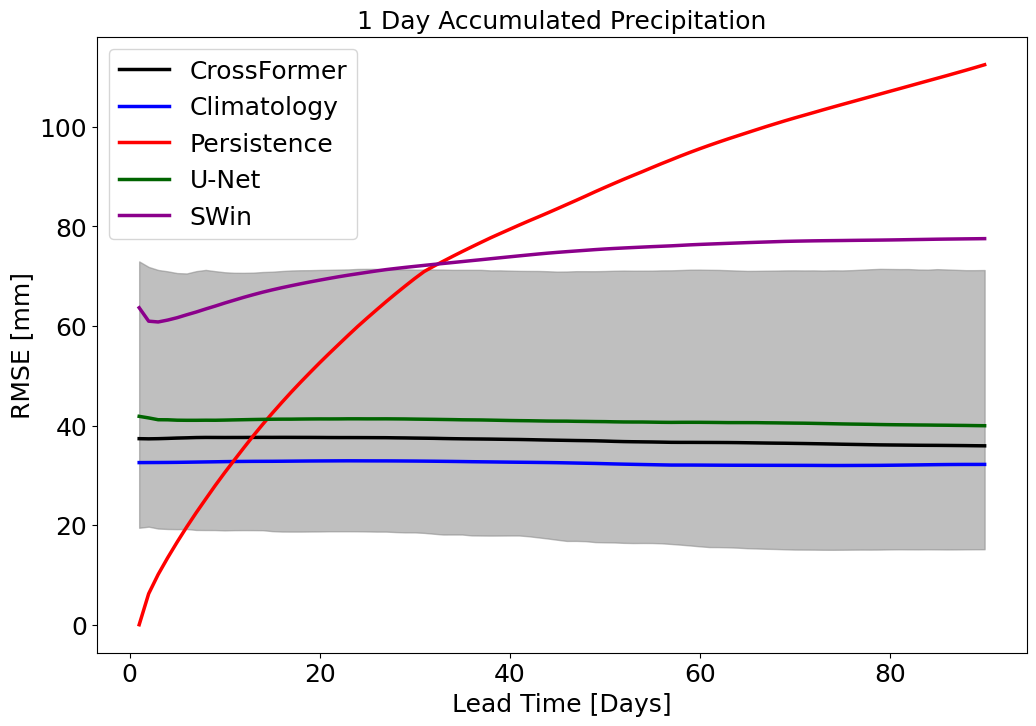 1 Day Accumulated Precipitation
CrossFormer
Climatology
Persistence
U-Net
SWin
RMSE [mm]
100
80
60
40
20
0
0 20 40 60 80
Lead Time [Days]